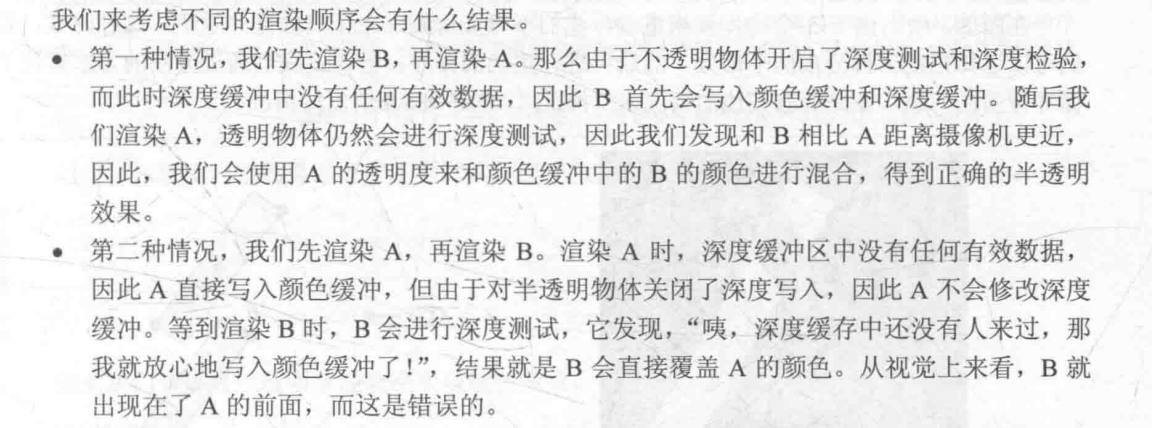 我们来考虑不同的渲染顺序会有什么结果。
• 第一种情况，我们先渲染 B，再渲染 A。那么由于不透明物体开启了深度测试和深度检验，
而此时深度缓冲中没有任何有效数据，因此 B 首先会写入颜色缓冲和深度缓冲。随后我
们渲染 A，透明物体仍然会进行深度测试，因此我们发现和 B 相比 A 距离摄像机更近，
因此，我们会使用 A 的透明度来和颜色缓冲中的 B 的颜色进行混合，得到正确的半透明
效果。
• 第二种情况，我们先渲染 A，再渲染 B。渲染 A 时，深度缓冲区中没有任何有效数据，
因此 A 直接写入颜色缓冲，但由于对半透明物体关闭了深度写入，因此 A 不会修改深度
缓冲。等到渲染 B 时，B 会进行深度测试，它发现，“咦，深度缓存中还没有人来过，那
我就放心地写入颜色缓冲了！”，结果就是 B 会直接覆盖 A 的颜色。从视觉上来看，B 就
出现在了 A 的前面，而这是错误的。